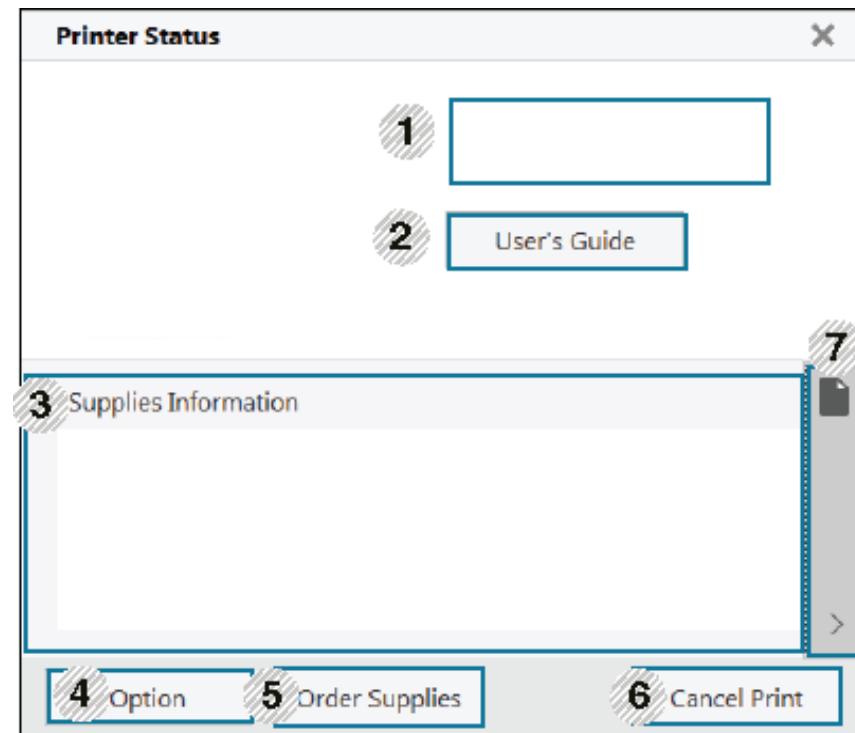 Printer Status
1
2 User's Guide
7
3 Supplies Information
4 Option 5 Order Supplies 6 Cancel Print